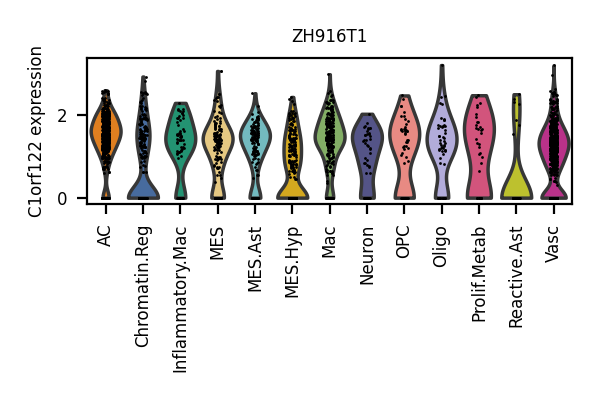 ZH916T1
C1orf122 expression
2
0
AC
Chromatin.Reg
Inflammatory.Mac
MES
MES.Ast
MES.Hyp
Mac
Neuron
OPC
Oligo
Prolif.Metab
Reactive.Ast
Vasc